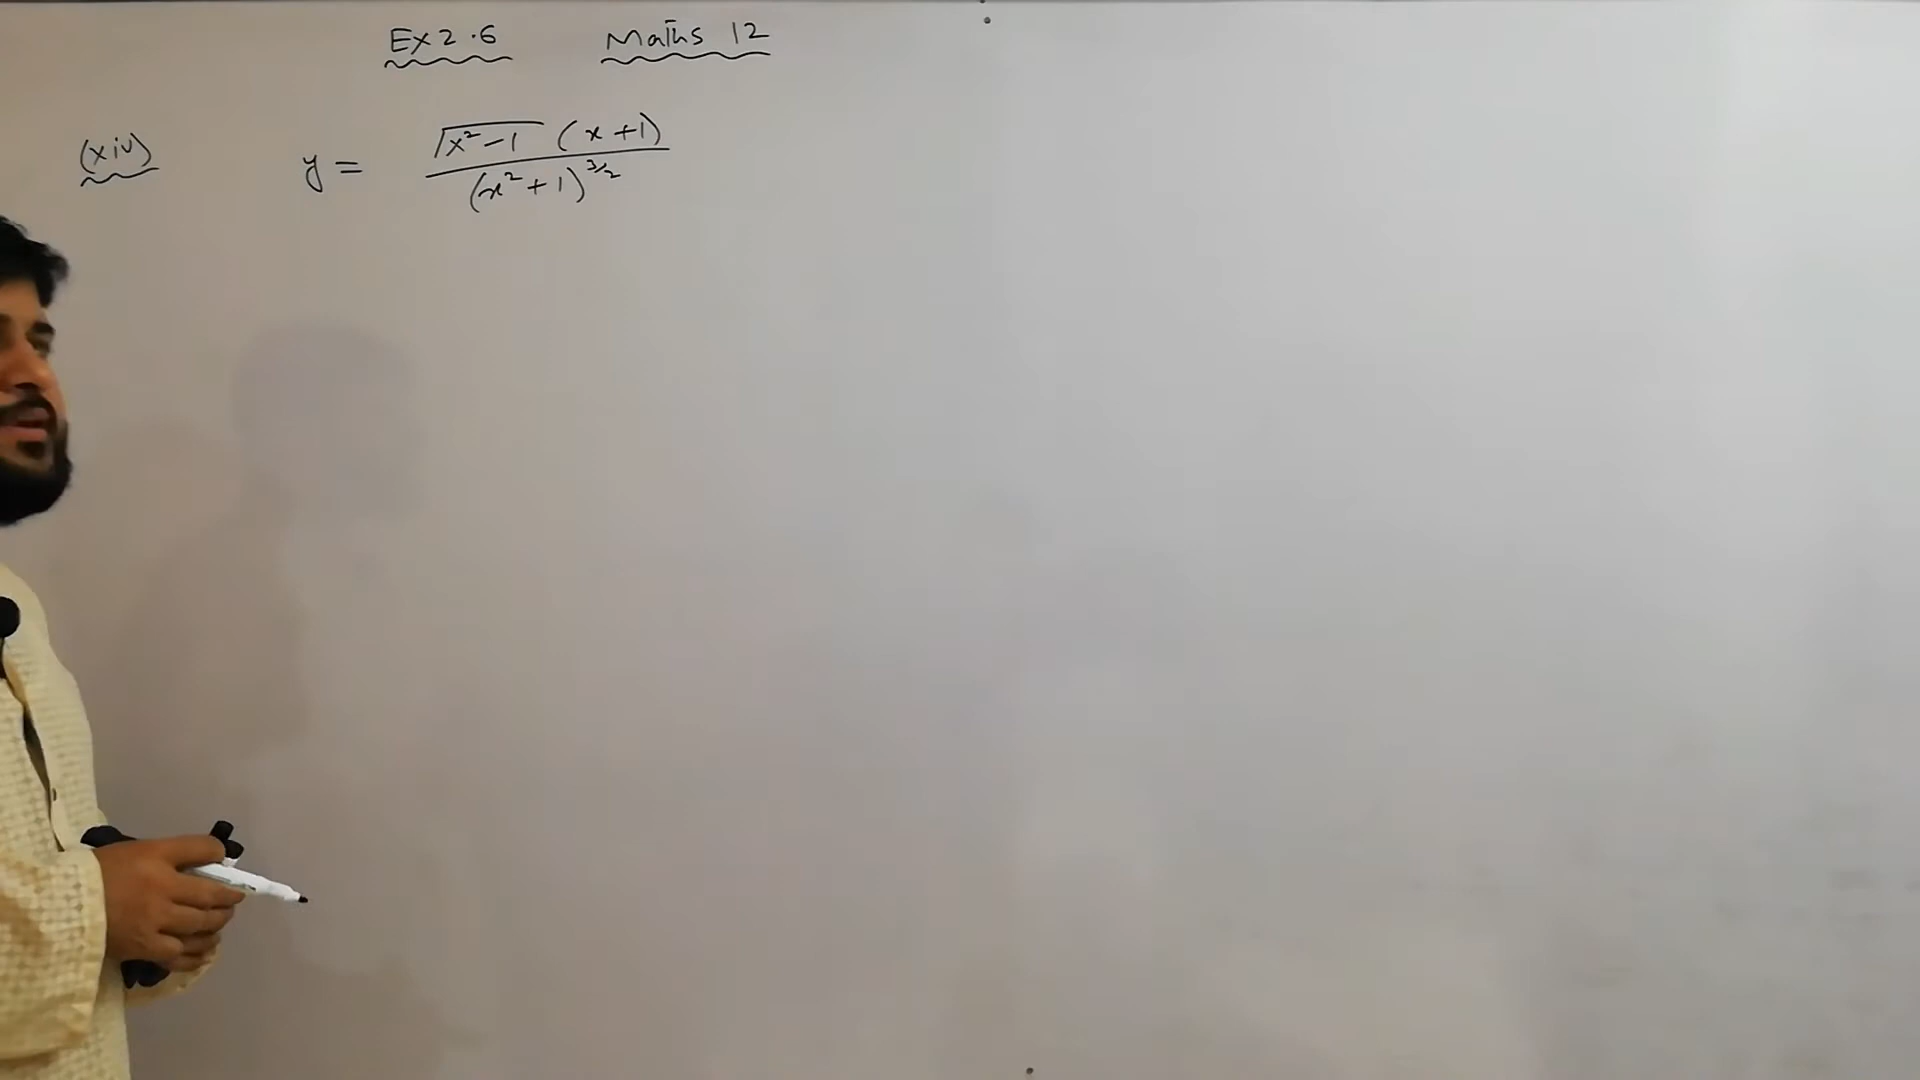 Ex 2.6 Maths 12
(xiv) y = √x²-1 (x+1)
(x²+1)^3/2